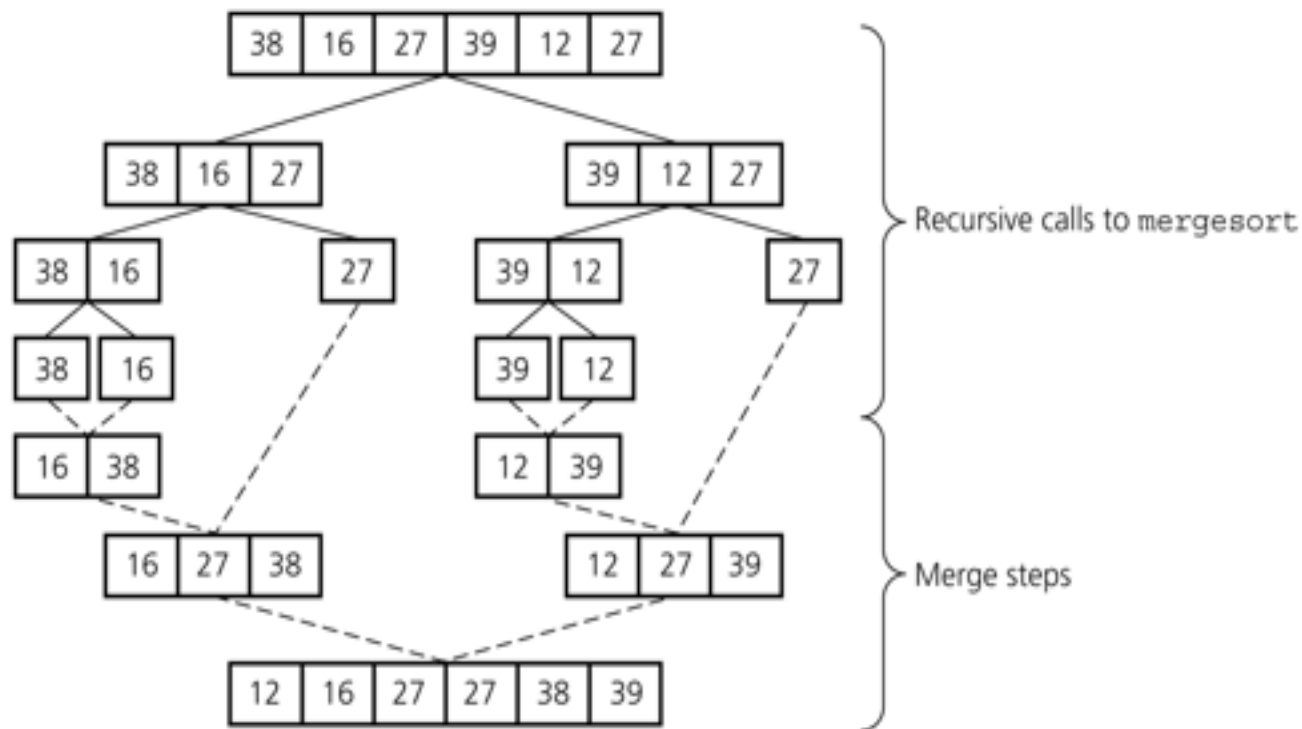 38 16 27 39 12 27
38 16 27 39 12 27
Recursive calls to mergesort
38 16 27 39 12 27
38 16 39 12
16 38 12 39
16 27 38 12 27 39
Merge steps
12 16 27 27 38 39